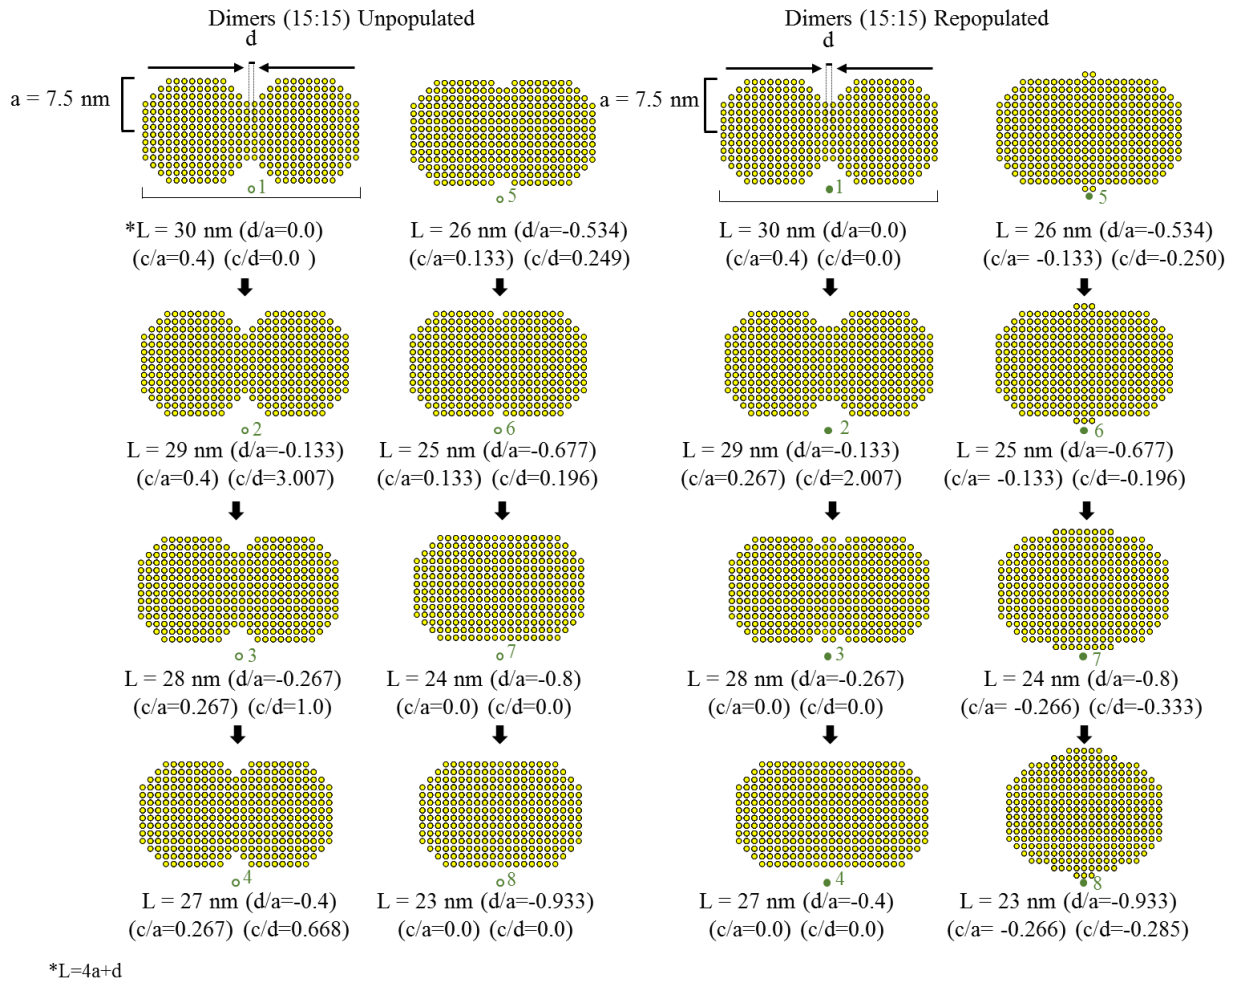 Dimers (15:15) Unpopulated
d
a = 7.5 nm
1
*L = 30 nm (d/a=0.0)
(c/a=0.4) (c/d=0.0 )
2
L = 29 nm (d/a=-0.133)
(c/a=0.4) (c/d=3.007)
3
L = 28 nm (d/a=-0.267)
(c/a=0.267) (c/d=1.0)
4
L = 27 nm (d/a=-0.4)
(c/a=0.267) (c/d=0.668)
5
L = 26 nm (d/a=-0.534)
(c/a=0.133) (c/d=0.249)
6
L = 25 nm (d/a=-0.677)
(c/a=0.133) (c/d=0.196)
7
L = 24 nm (d/a=-0.8)
(c/a=0.0) (c/d=0.0)
8
L = 23 nm (d/a=-0.933)
(c/a=0.0) (c/d=0.0)
Dimers (15:15) Repopulated
d
a = 7.5 nm
1
L = 30 nm (d/a=0.0)
(c/a=0.4) (c/d=0.0)
2
L = 29 nm (d/a=-0.133)
(c/a=0.267) (c/d=2.007)
3
L = 28 nm (d/a=-0.267)
(c/a=0.0) (c/d=0.0)
4
L = 27 nm (d/a=-0.4)
(c/a=0.0) (c/d=0.0)
5
L = 26 nm (d/a=-0.534)
(c/a= -0.133) (c/d=-0.250)
6
L = 25 nm (d/a=-0.677)
(c/a= -0.133) (c/d=-0.196)
7
L = 24 nm (d/a=-0.8)
(c/a= -0.266) (c/d=-0.333)
8
L = 23 nm (d/a=-0.933)
(c/a= -0.266) (c/d=-0.285)
*L=4a+d